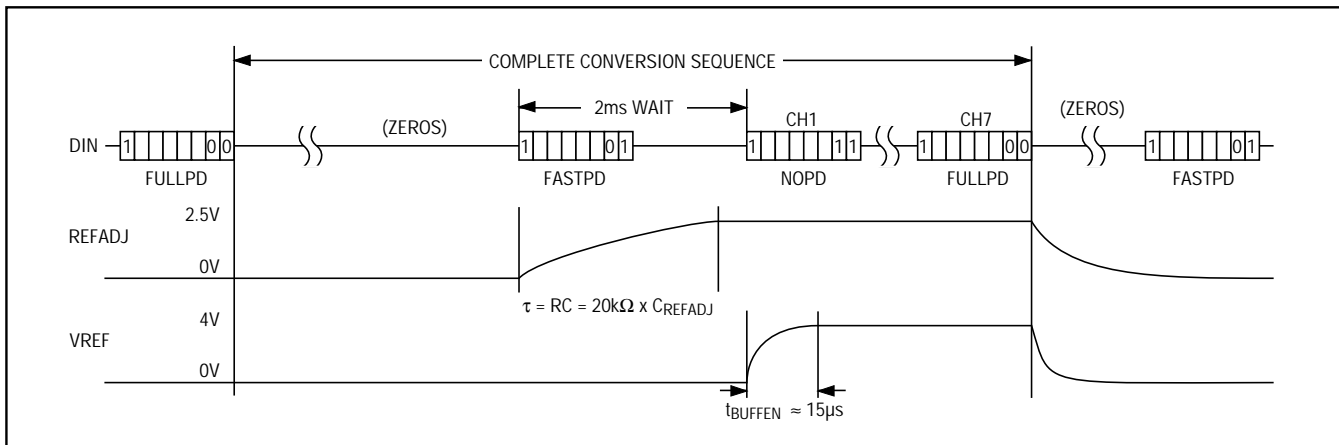 COMPLETE CONVERSION SEQUENCE
2ms WAIT
(ZEROS)
CH1
CH7
(ZEROS)
DIN
1 0 0
1 0 1
1 1 1
1 0 0
1 0 1
FULLPD
FASTPD
NOPD
FULLPD
FASTPD
2.5V
REFADJ
0V
τ = RC = 20kΩ x CREFADJ
4V
VREF
0V
tBUFFEN ≈ 15µs